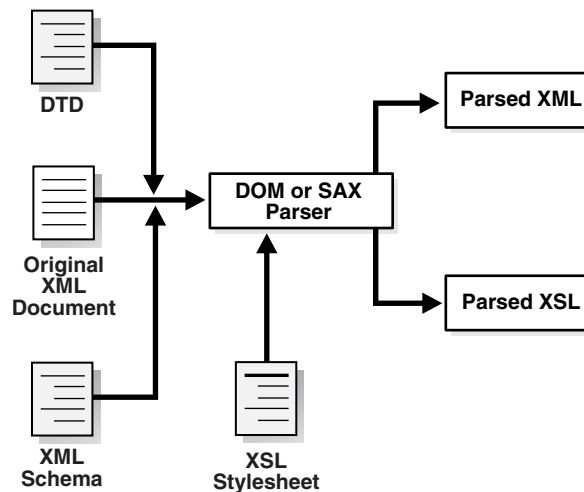 DTD
Parsed XML
DOM or SAX
Parser
Original
XML
Document
Parsed XSL
XML
Schema
XSL
Stylesheet